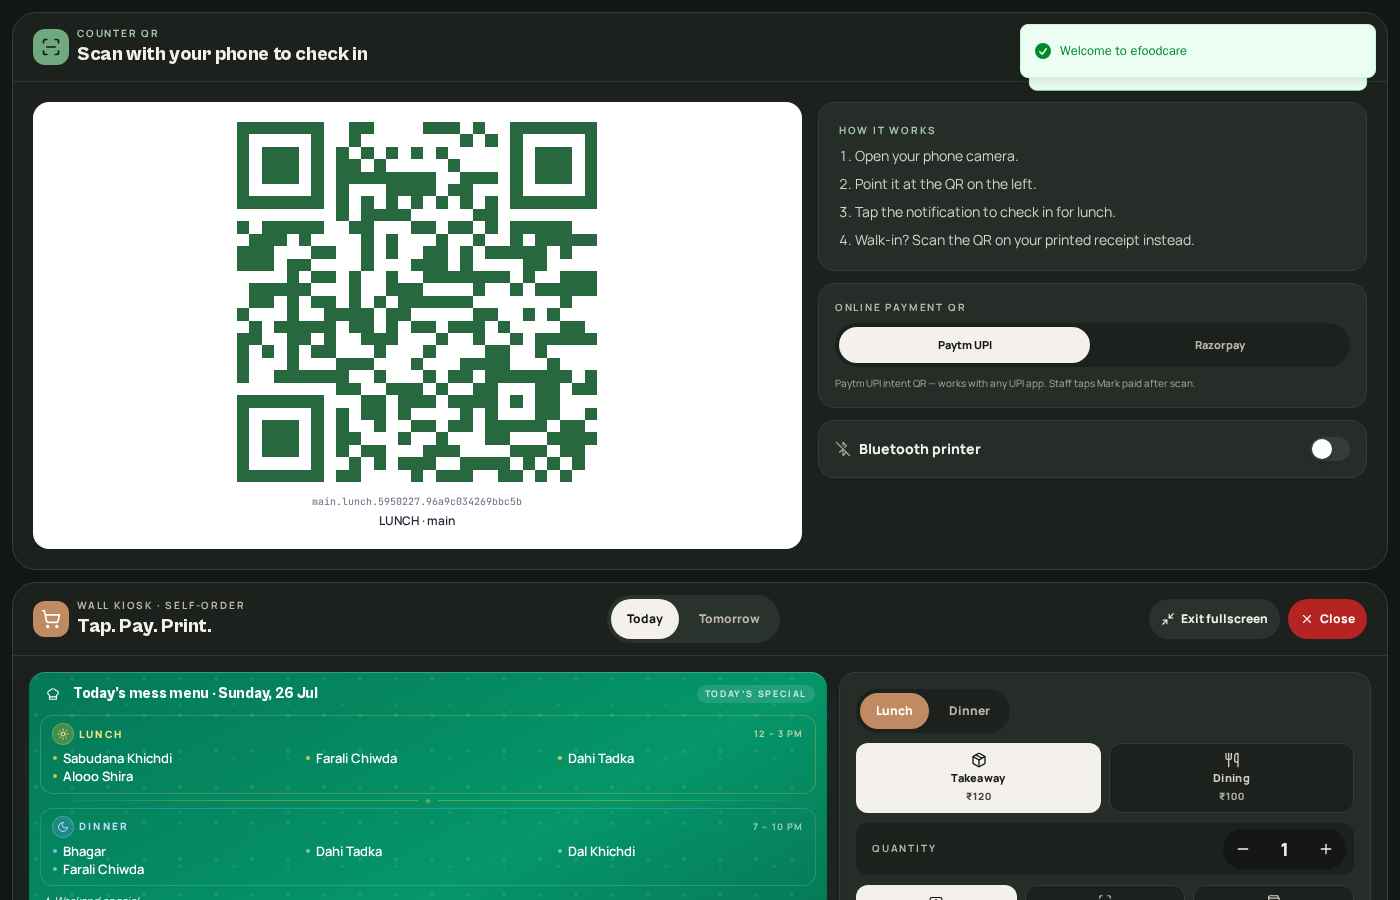 COUNTER QR
Scan with your phone to check in
Welcome to efoodcare
main.lunch.5950227.96a9c034269bbc5b
LUNCH · main
HOW IT WORKS
1. Open your phone camera.
2. Point it at the QR on the left.
3. Tap the notification to check in for lunch.
4. Walk-in? Scan the QR on your printed receipt instead.
ONLINE PAYMENT QR
Paytm UPI
Razorpay
Paytm UPI intent QR — works with any UPI app. Staff taps Mark paid after scan.
Bluetooth printer
WALL KIOSK · SELF-ORDER
Tap. Pay. Print.
Today
Tomorrow
Exit fullscreen
Close
Today's mess menu · Sunday, 26 Jul
TODAY'S SPECIAL
LUNCH
12 – 3 PM
• Sabudana Khichdi
• Farali Chiwda
• Dahi Tadka
• Alooo Shira
DINNER
7 – 10 PM
• Bhagar
• Dahi Tadka
• Dal Khichdi
• Farali Chiwda
Lunch
Dinner
Takeaway
₹120
Dining
₹100
QUANTITY
− 1 +